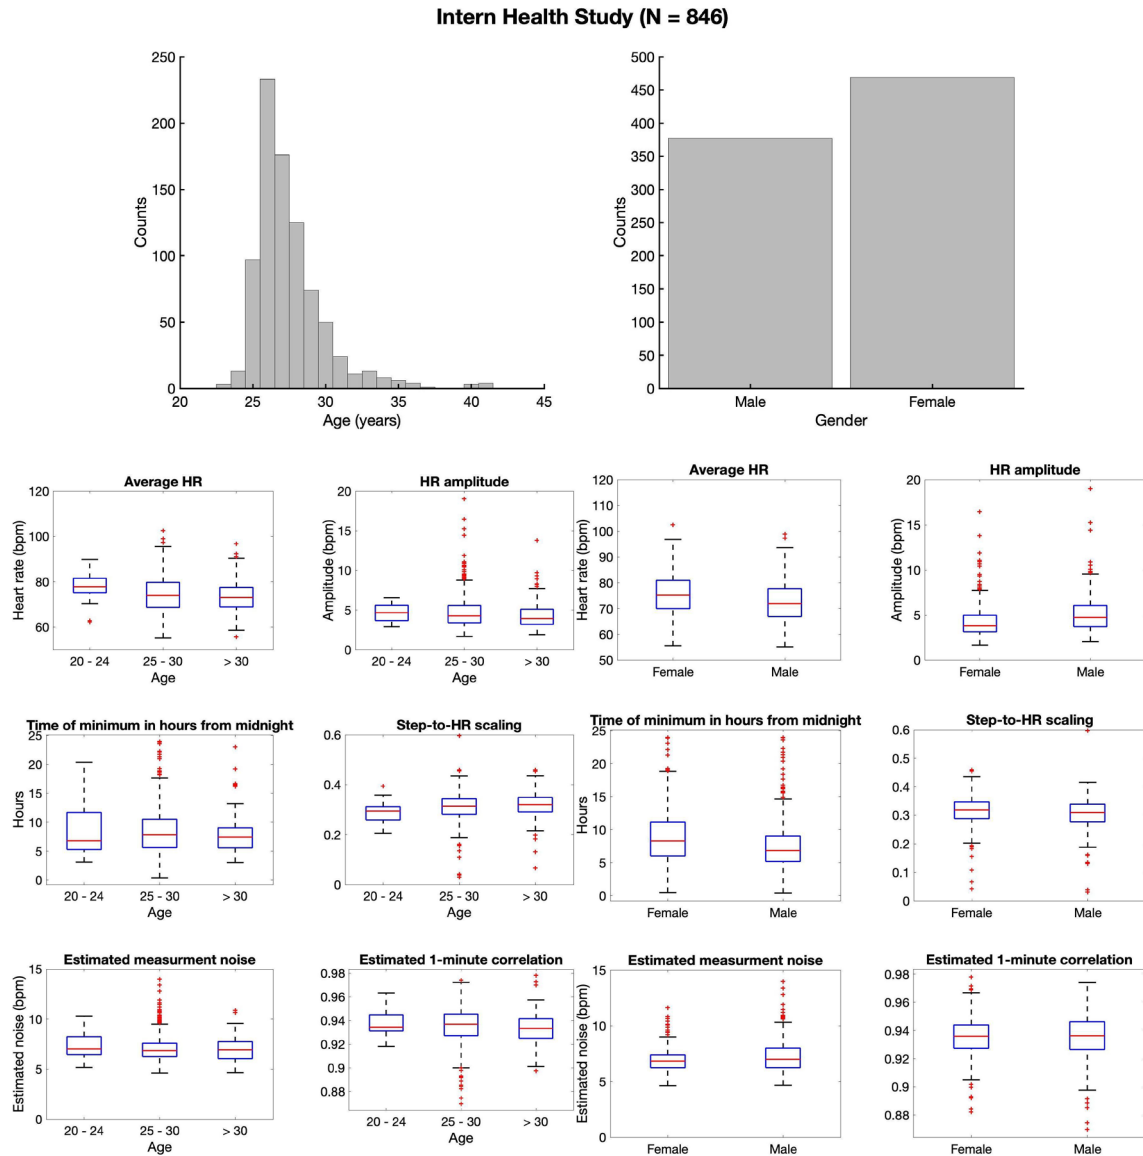 Intern Health Study (N = 846)
250
200
150
100
50
0
Counts
20 25 30 35 40 45
Age (years)
500
450
400
350
300
250
200
150
100
50
0
Counts
Male Female
Gender
Average HR
120
100
80
60
Heart rate (bpm)
20 - 24 25 - 30 > 30
Age
HR amplitude
20
15
10
5
0
Amplitude (bpm)
20 - 24 25 - 30 > 30
Age
Average HR
120
110
100
90
80
70
60
50
Heart rate (bpm)
Female Male
HR amplitude
20
15
10
5
0
Amplitude (bpm)
Female Male
Time of minimum in hours from midnight
25
20
15
10
5
0
Hours
20 - 24 25 - 30 > 30
Age
Step-to-HR scaling
0.6
0.4
0.2
0
20 - 24 25 - 30 > 30
Age
Time of minimum in hours from midnight
25
20
15
10
5
0
Hours
Female Male
Step-to-HR scaling
0.6
0.5
0.4
0.3
0.2
0.1
0
Female Male
Estimated measurment noise
15
10
5
0
Estimated noise (bpm)
20 - 24 25 - 30 > 30
Age
Estimated 1-minute correlation
0.98
0.96
0.94
0.92
0.9
0.88
20 - 24 25 - 30 > 30
Age
Estimated measurment noise
15
10
5
0
Estimated noise (bpm)
Female Male
Estimated 1-minute correlation
0.98
0.96
0.94
0.92
0.9
0.88
Female Male